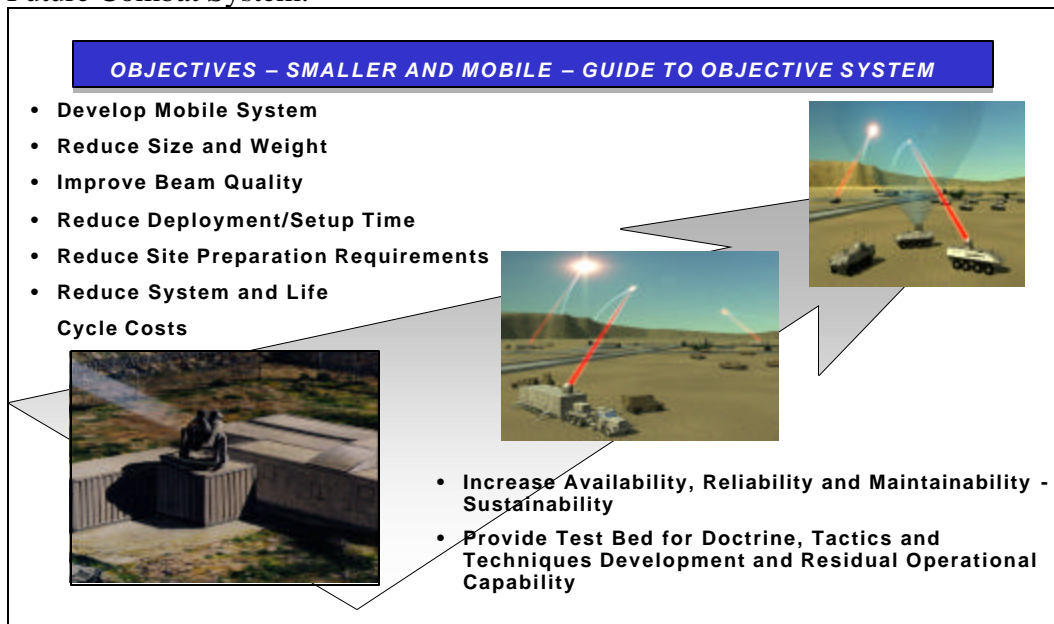 Future Combat System.
OBJECTIVES – SMALLER AND MOBILE – GUIDE TO OBJECTIVE SYSTEM
• Develop Mobile System
• Reduce Size and Weight
• Improve Beam Quality
• Reduce Deployment/Setup Time
• Reduce Site Preparation Requirements
• Reduce System and Life
Cycle Costs
• Increase Availability, Reliability and Maintainability -
Sustainability
• Provide Test Bed for Doctrine, Tactics and
Techniques Development and Residual Operational
Capability